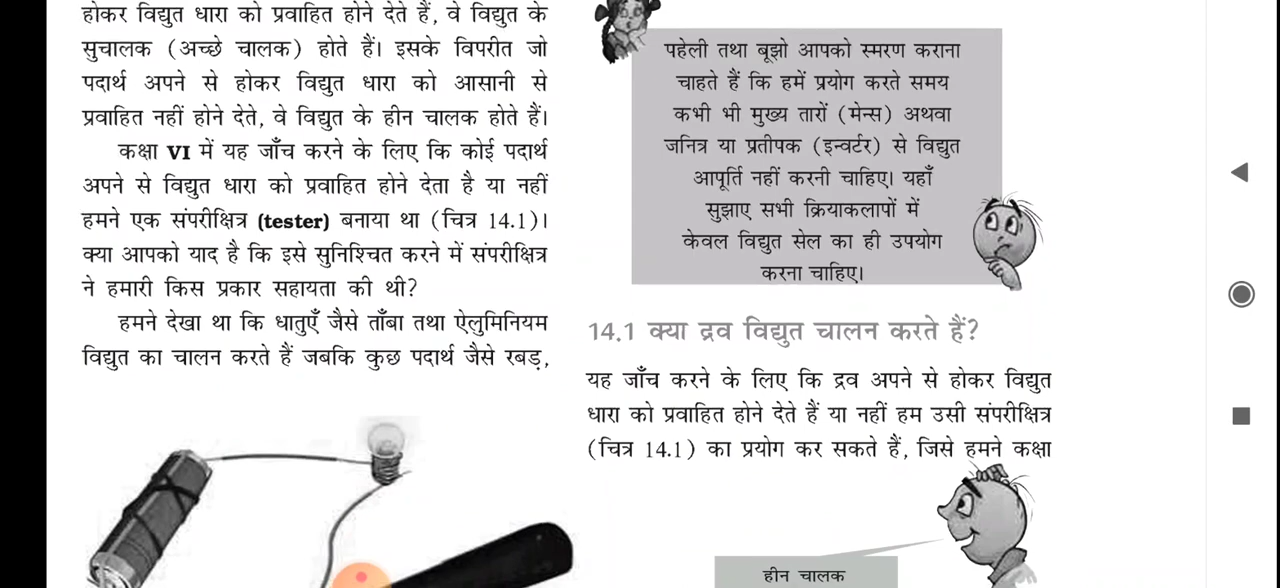 होकर विद्युत धारा को प्रवाहित होने देते हैं, वे विद्युत के
सुचालक (अच्छे चालक) होते हैं। इसके विपरीत जो
पदार्थ अपने से होकर विद्युत धारा को आसानी से
प्रवाहित नहीं होने देते, वे विद्युत के हीन चालक होते हैं।
कक्षा VI में यह जाँच करने के लिए कि कोई पदार्थ
अपने से विद्युत धारा को प्रवाहित होने देता है या नहीं
हमने एक संपरीक्षित्र (tester) बनाया था (चित्र 14.1)।
क्या आपको याद है कि इसे सुनिश्चित करने में संपरीक्षित्र
ने हमारी किस प्रकार सहायता की थी?
हमने देखा था कि धातुएँ जैसे ताँबा तथा ऐलुमिनियम
विद्युत का चालन करते हैं जबकि कुछ पदार्थ जैसे रबड़,
पहेली तथा बूझो आपको स्मरण कराना
चाहते हैं कि हमें प्रयोग करते समय
कभी भी मुख्य तारों (मेन्स) अथवा
जनित्र या प्रतीपक (इन्वर्टर) से विद्युत
आपूर्ति नहीं करनी चाहिए। यहाँ
सुझाए सभी क्रियाकलापों में
केवल विद्युत सेल का ही उपयोग
करना चाहिए।
14.1 क्या द्रव विद्युत चालन करते हैं?
यह जाँच करने के लिए कि द्रव अपने से होकर विद्युत
धारा को प्रवाहित होने देते हैं या नहीं हम उसी संपरीक्षित्र
(चित्र 14.1) का प्रयोग कर सकते हैं, जिसे हमने कक्षा
हीन चालक